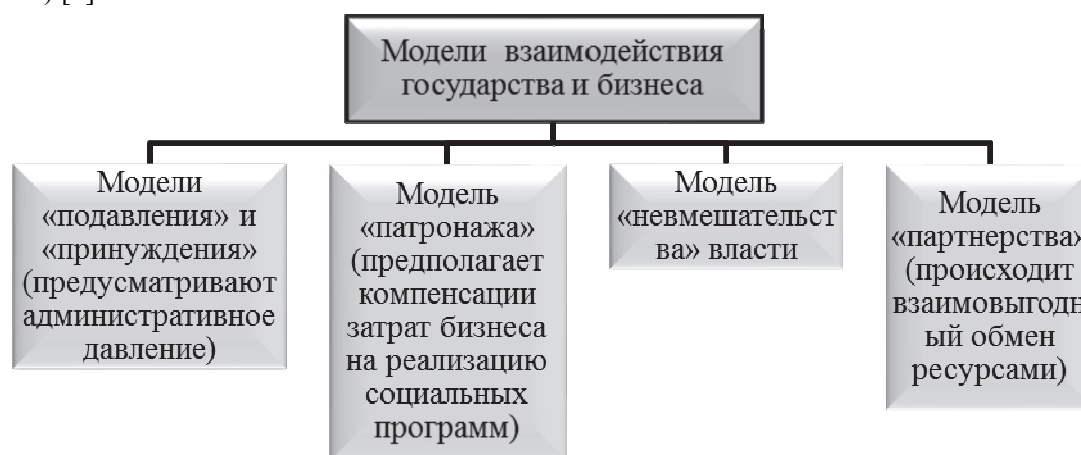 Модели взаимодействия
государства и бизнеса
Модели
«подавления» и
«принуждения»
(предусматривают
административное
давление)
Модель
«патронажа»
(предполагает
компенсации
затрат бизнеса
на реализацию
социальных
программ)
Модель
«невмешательст
ва» власти
Модель
«партнерства»
(происходит
взаимовыгодн
ый обмен
ресурсами)